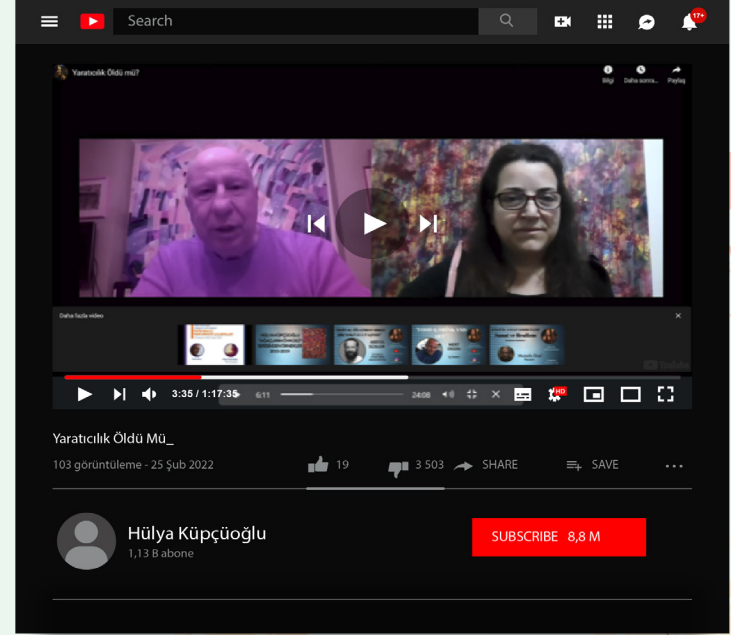 Search
17+
Yaratıcılık Öldü mü?
Bilgi
Daha sonra...
Paylaş
Daha fazla video
YouTube
3:35 / 1:17:35
6:11
24:08
HD
Yaratıcılık Öldü Mü_
103 görüntüleme - 25 Şub 2022
19
3 503
SHARE
SAVE
Hülya Küpçüoğlu
1,13 B abone
SUBSCRIBE 8,8 M